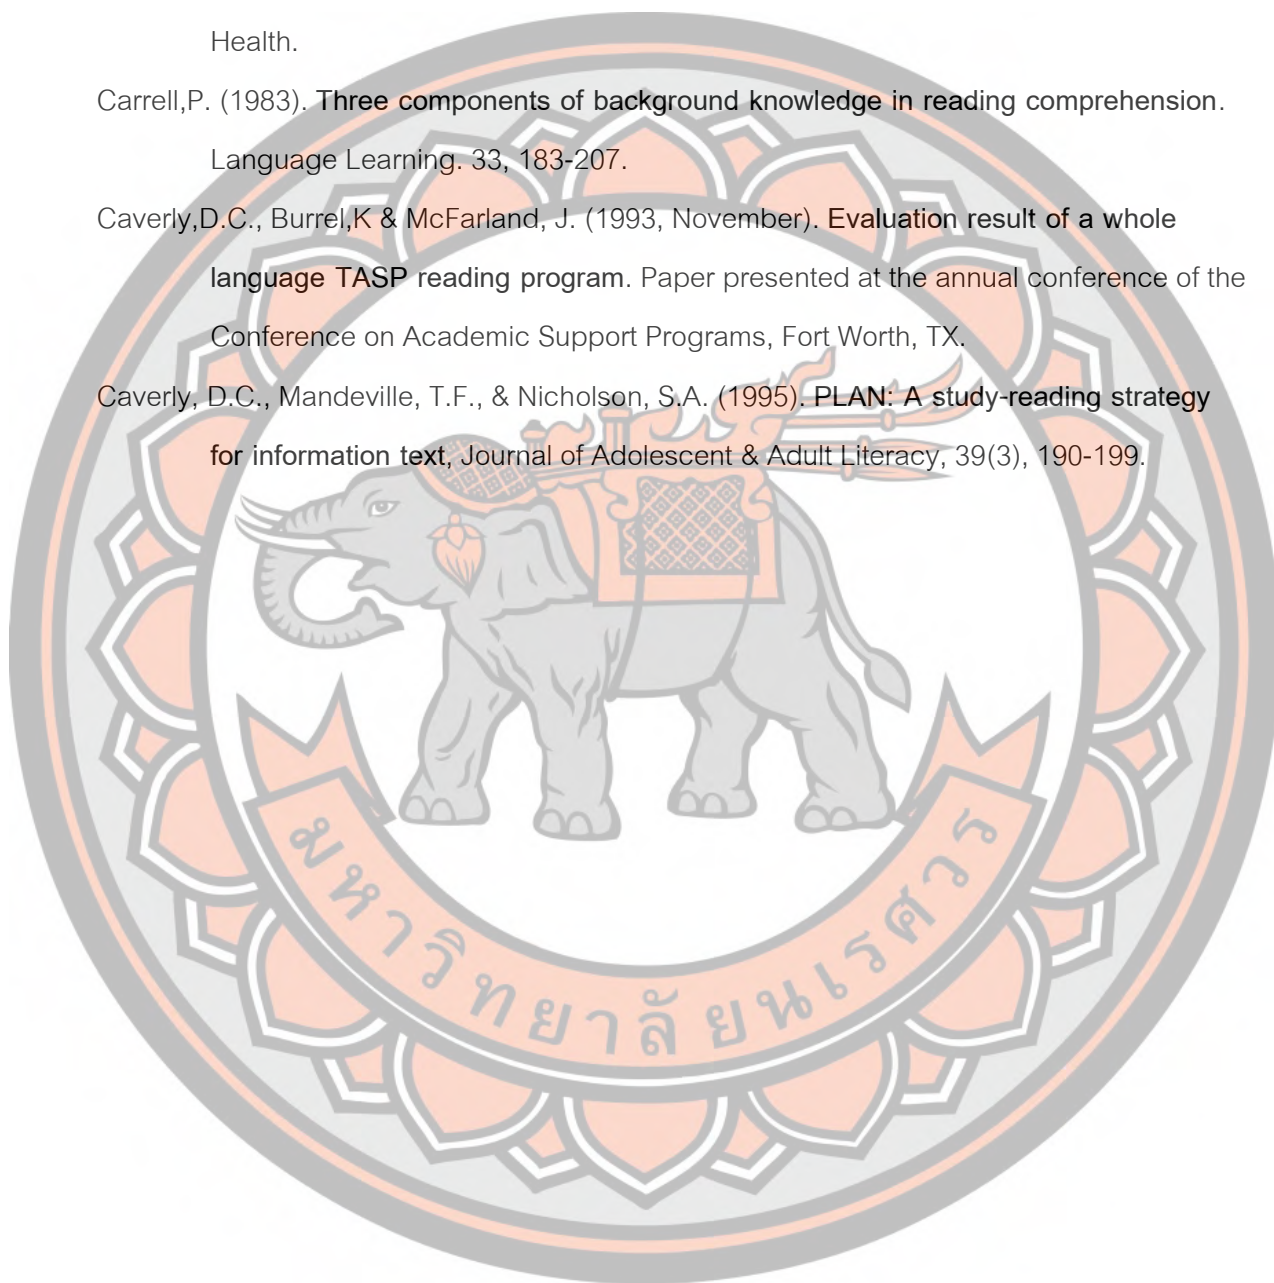 Health.
Carrell,P. (1983). Three components of background knowledge in reading comprehension.
Language Learning. 33, 183-207.
Caverly,D.C., Burrel,K & McFarland, J. (1993, November). Evaluation result of a whole
language TASP reading program. Paper presented at the annual conference of the
Conference on Academic Support Programs, Fort Worth, TX.
Caverly, D.C., Mandeville, T.F., & Nicholson, S.A. (1995). PLAN: A study-reading strategy
for information text, Journal of Adolescent & Adult Literacy, 39(3), 190-199.
มหาวิทยาลัยนเรศวร